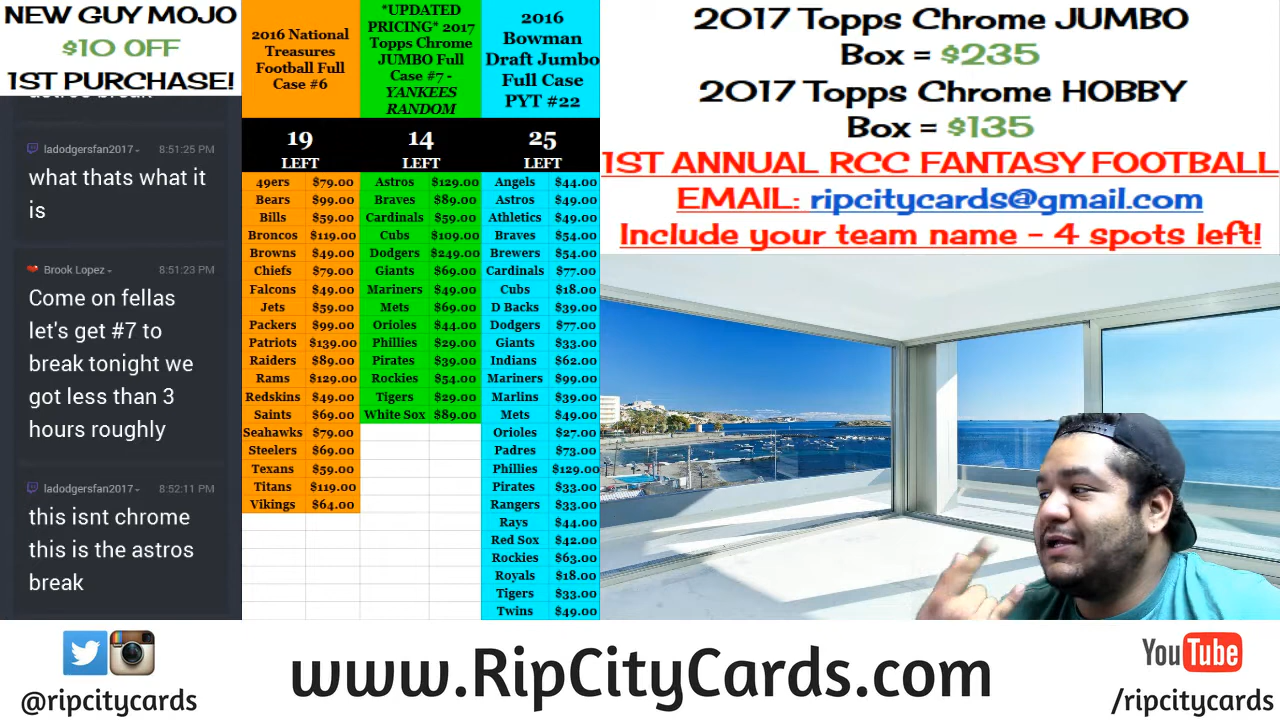 NEW GUY MOJO
$10 OFF
1ST PURCHASE!
ladodgersfan2017 8:51:25 PM
what thats what it
is
Brook Lopez 8:51:23 PM
Come on fellas
let's get #7 to
break tonight we
got less than 3
hours roughly
ladodgersfan2017 8:52:11 PM
this isnt chrome
this is the astros
break
2016 National
Treasures
Football Full
Case #6
19
LEFT
49ers $79.00
Bears $99.00
Bills $59.00
Broncos $119.00
Browns $49.00
Chiefs $79.00
Falcons $49.00
Jets $59.00
Packers $99.00
Patriots $139.00
Raiders $89.00
Rams $129.00
Redskins $49.00
Saints $69.00
Seahawks $79.00
Steelers $69.00
Texans $59.00
Titans $119.00
Vikings $64.00
*UPDATED
PRICING* 2017
Topps Chrome
JUMBO Full
Case #7 -
YANKEES
RANDOM
14
LEFT
Astros $129.00
Braves $89.00
Cardinals $59.00
Cubs $109.00
Dodgers $249.00
Giants $69.00
Mariners $49.00
Mets $69.00
Orioles $44.00
Phillies $29.00
Pirates $39.00
Rockies $54.00
Tigers $29.00
White Sox $89.00
2016
Bowman
Draft Jumbo
Full Case
PYT #22
25
LEFT
Angels $44.00
Astros $49.00
Athletics $49.00
Braves $54.00
Brewers $54.00
Cardinals $77.00
Cubs $18.00
D Backs $39.00
Dodgers $77.00
Giants $33.00
Indians $62.00
Mariners $99.00
Marlins $39.00
Mets $49.00
Orioles $27.00
Padres $73.00
Phillies $129.00
Pirates $33.00
Rangers $33.00
Rays $44.00
Red Sox $42.00
Rockies $63.00
Royals $18.00
Tigers $33.00
Twins $49.00
2017 Topps Chrome JUMBO
Box = $235
2017 Topps Chrome HOBBY
Box = $135
1ST ANNUAL RCC FANTASY FOOTBALL
EMAIL: ripcitycards@gmail.com
Include your team name - 4 spots left!
@ripcitycards
www.RipCityCards.com
YouTube
/ripcitycards